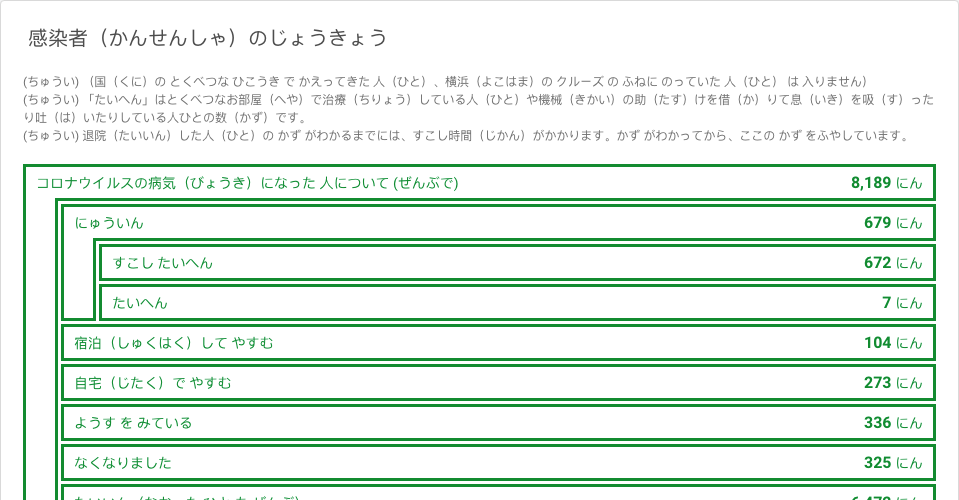 感染者（かんせんしゃ）のじょうきょう
(ちゅうい) （国（くに）の とくべつな ひこうき で かえってきた 人（ひと）、横浜（よこはま）の クルーズ の ふねに のっていた 人（ひと） は 入りません）
(ちゅうい) 「たいへん」はとくべつなお部屋（へや）で治療（ちりょう）している人（ひと）や機械（きかい）の助（たす）けを借（か）りて息（いき）を吸（す）った
り吐（は）いたりしている人ひとの数（かず）です。
(ちゅうい) 退院（たいいん）した人（ひと）の かず がわかるまでには、すこし時間（じかん）がかかります。かず がわかってから、ここの かず をふやしています。
コロナウイルスの病気（びょうき）になった 人について (ぜんぶで) 8,189 にん
にゅういん 679 にん
すこし たいへん 672 にん
たいへん 7 にん
宿泊（しゅくはく）して やすむ 104 にん
自宅（じたく）で やすむ 273 にん
ようす を みている 336 にん
なくなりました 325 にん